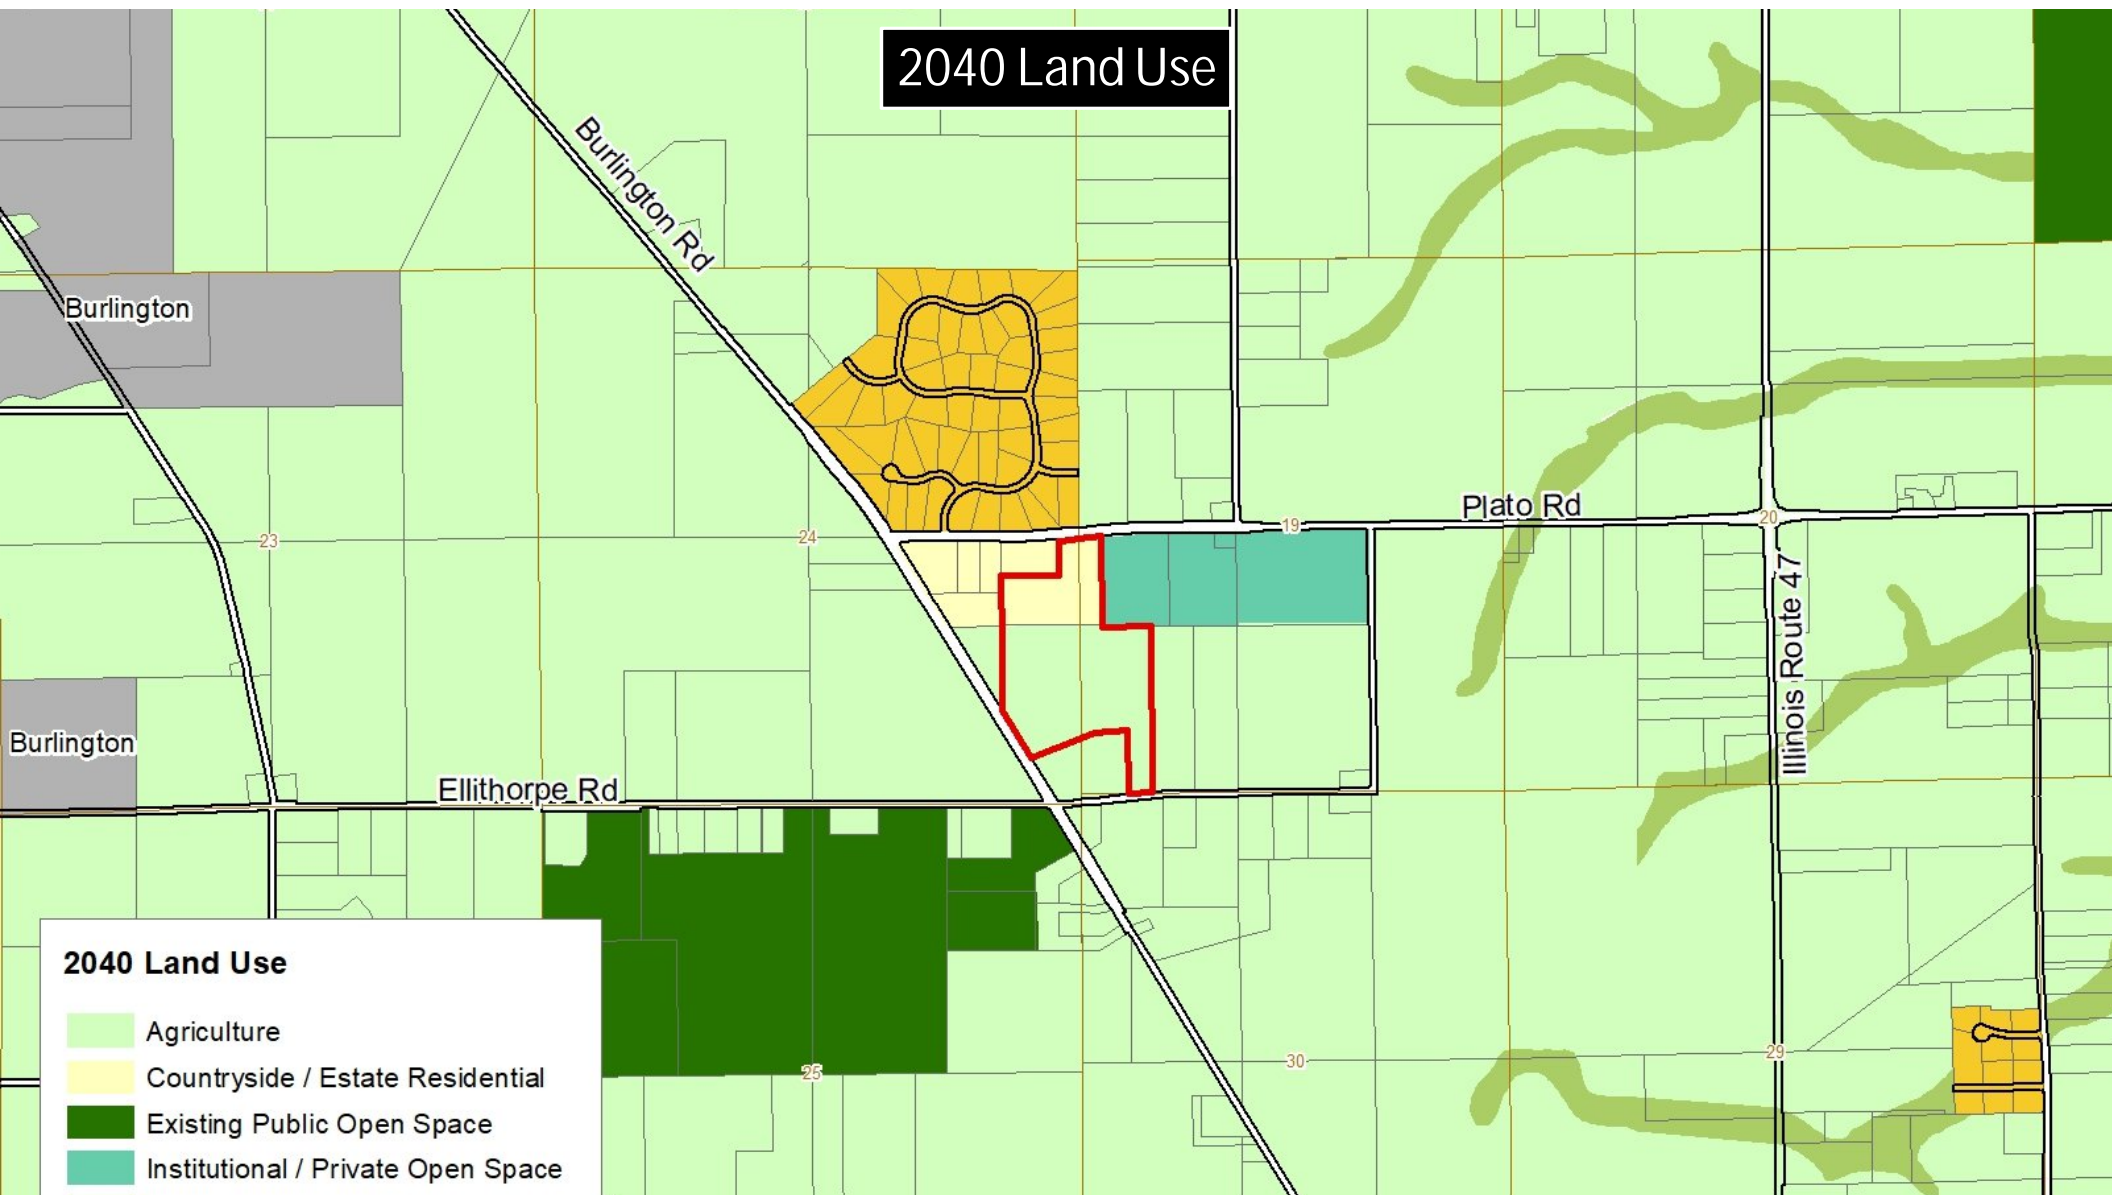 2040 Land Use
Burlington Rd
Burlington
Plato Rd
19
20
23
24
Illinois Route 47
Burlington
Ellithorpe Rd
2040 Land Use
Agriculture
Countryside / Estate Residential
Existing Public Open Space
Institutional / Private Open Space
25
30
29